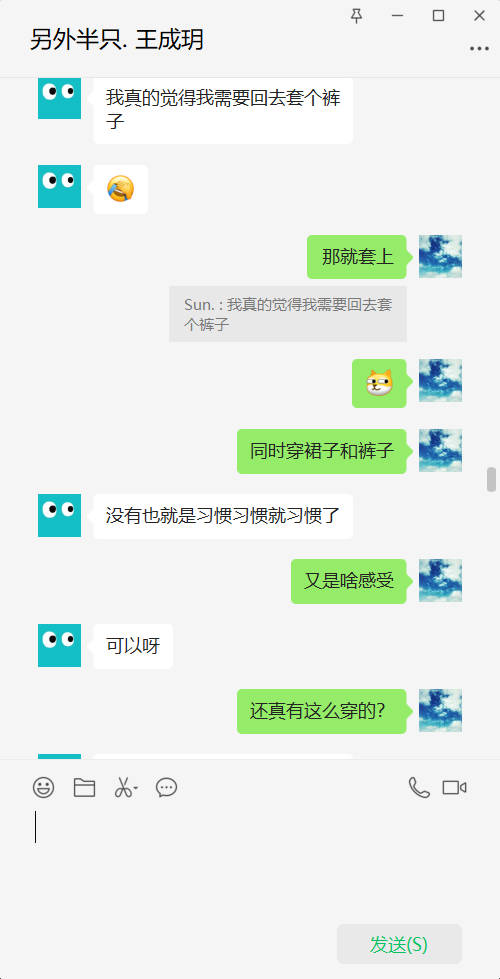 另外半只. 王成玥
我真的觉得我需要回去套个裤
子
那就套上
Sun. : 我真的觉得我需要回去套
个裤子
同时穿裙子和裤子
没有也就是习惯习惯就习惯了
又是啥感受
可以呀
还真有这么穿的?
发送(S)